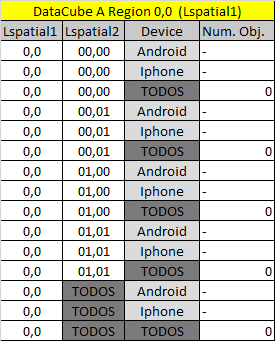 DataCube A Region 0,0 (Lspatial1)
Lspatial1 Lspatial2 Device Num. Obj.
0,0 00,00 Android -
0,0 00,00 Iphone -
0,0 00,00 TODOS 0
0,0 00,01 Android -
0,0 00,01 Iphone -
0,0 00,01 TODOS 0
0,0 01,00 Android -
0,0 01,00 Iphone -
0,0 01,00 TODOS 0
0,0 01,01 Android -
0,0 01,01 Iphone -
0,0 01,01 TODOS 0
0,0 TODOS Android -
0,0 TODOS Iphone -
0,0 TODOS TODOS 0